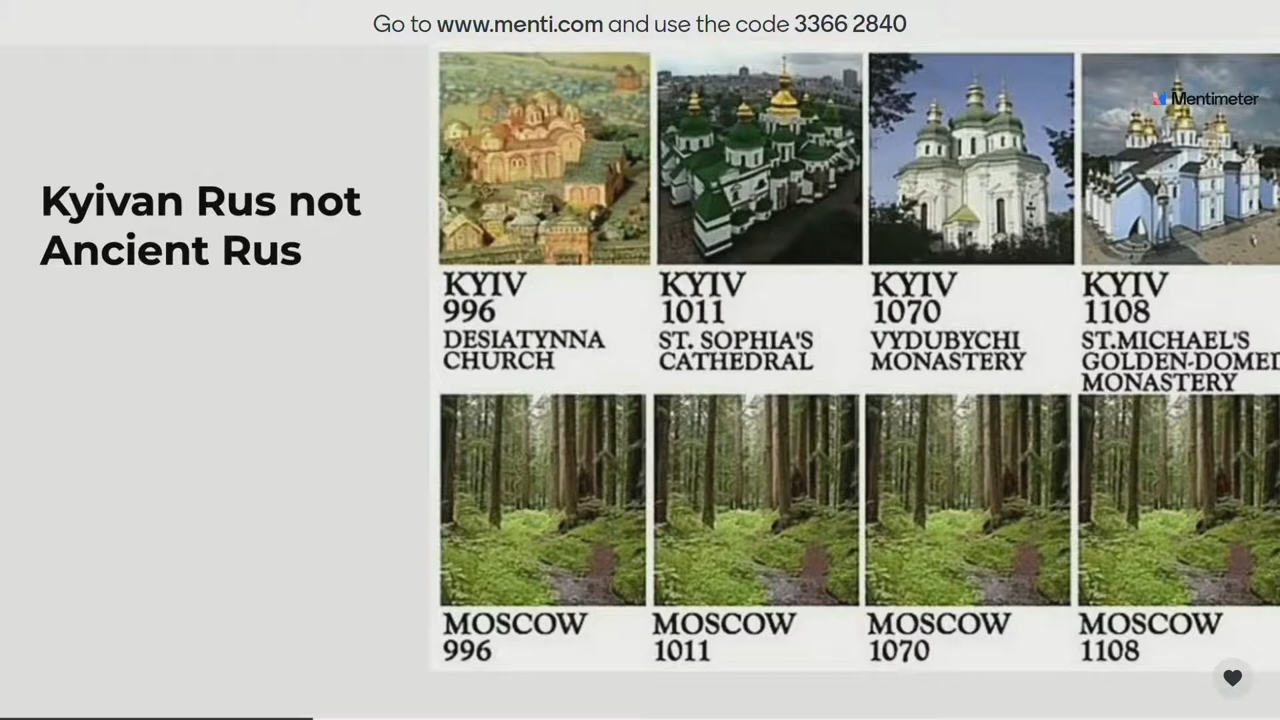 Go to www.menti.com and use the code 3366 2840
Mentimeter
Kyivan Rus not
Ancient Rus
KYIV
996
DESIATYNNA
CHURCH
KYIV
1011
ST. SOPHIA'S
CATHEDRAL
KYIV
1070
VYDUBYCHI
MONASTERY
KYIV
1108
ST.MICHAEL'S
GOLDEN-DOMED
MONASTERY
MOSCOW
996
MOSCOW
1011
MOSCOW
1070
MOSCOW
1108